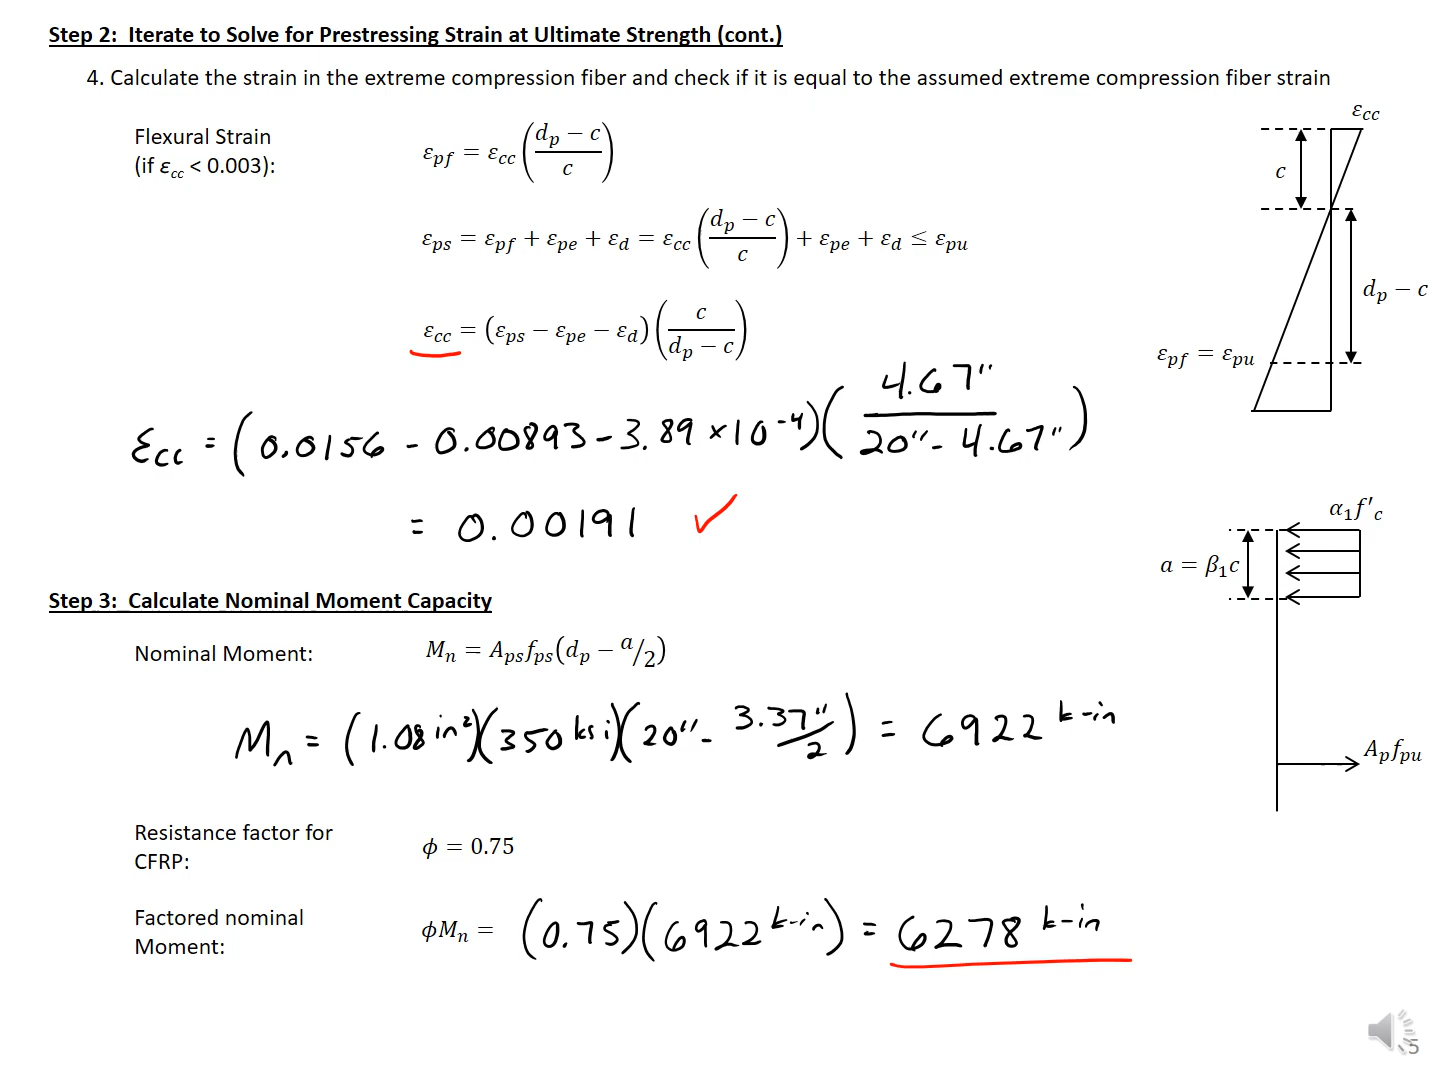 Step 2: Iterate to Solve for Prestressing Strain at Ultimate Strength (cont.)
4. Calculate the strain in the extreme compression fiber and check if it is equal to the assumed extreme compression fiber strain
Flexural Strain
(if εcc < 0.003):
εpf = εcc ((dp − c)/c)
εps = εpf + εpe + εd = εcc ((dp − c)/c) + εpe + εd ≤ εpu
εcc = (εps − εpe − εd) (c/(dp − c))
εcc
c
dp − c
εpf = εpu
εcc = (0.0156 - 0.00893 - 3.89 × 10^-4) (4.67"/(20" - 4.67"))
= 0.00191 ✓
α1f'c
a = β1c
Apfpu
Step 3: Calculate Nominal Moment Capacity
Nominal Moment:
Mn = Apsfps(dp − a/2)
Mn = (1.08 in²)(350 ksi)(20" - 3.37"/2) = 6922 k-in
Resistance factor for
CFRP:
ϕ = 0.75
Factored nominal
Moment:
ϕMn = (0.75)(6922 k-in) = 6278 k-in
5